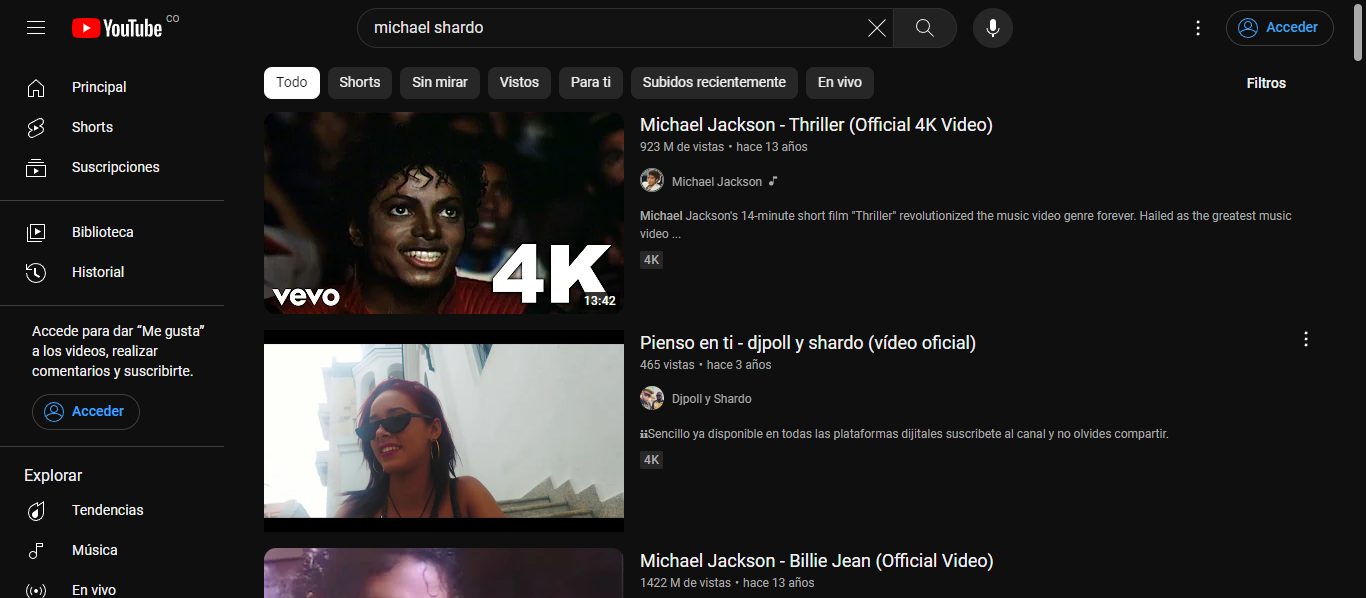 YouTube CO
michael shardo
Acceder
Principal
Shorts
Suscripciones
Biblioteca
Historial
Accede para dar “Me gusta”
a los videos, realizar
comentarios y suscribirte.
Acceder
Explorar
Tendencias
Música
En vivo
Todo
Shorts
Sin mirar
Vistos
Para ti
Subidos recientemente
En vivo
Filtros
vevo
4K
13:42
Michael Jackson - Thriller (Official 4K Video)
923 M de vistas • hace 13 años
Michael Jackson
Michael Jackson's 14-minute short film "Thriller" revolutionized the music video genre forever. Hailed as the greatest music
video ...
4K
Pienso en ti - djpoll y shardo (vídeo oficial)
465 vistas • hace 3 años
Djpoll y Shardo
Sencillo ya disponible en todas las plataformas dijitales suscribete al canal y no olvides compartir.
4K
Michael Jackson - Billie Jean (Official Video)
1422 M de vistas • hace 13 años